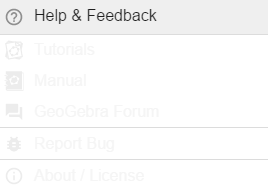 Help & Feedback
Tutorials
Manual
GeoGebra Forum
Report Bug
About / License